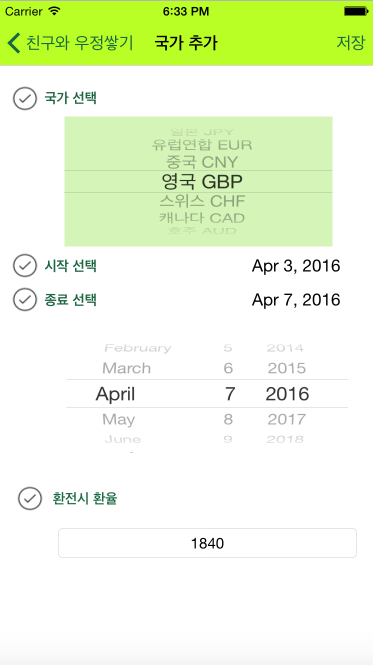 Carrier 6:33 PM
친구와 우정쌓기 국가 추가 저장
국가 선택
일본 JPY
유럽연합 EUR
중국 CNY
영국 GBP
스위스 CHF
캐나다 CAD
호주 AUD
시작 선택 Apr 3, 2016
종료 선택 Apr 7, 2016
February 5 2014
March 6 2015
April 7 2016
May 8 2017
June 9 2018
환전시 환율
1840